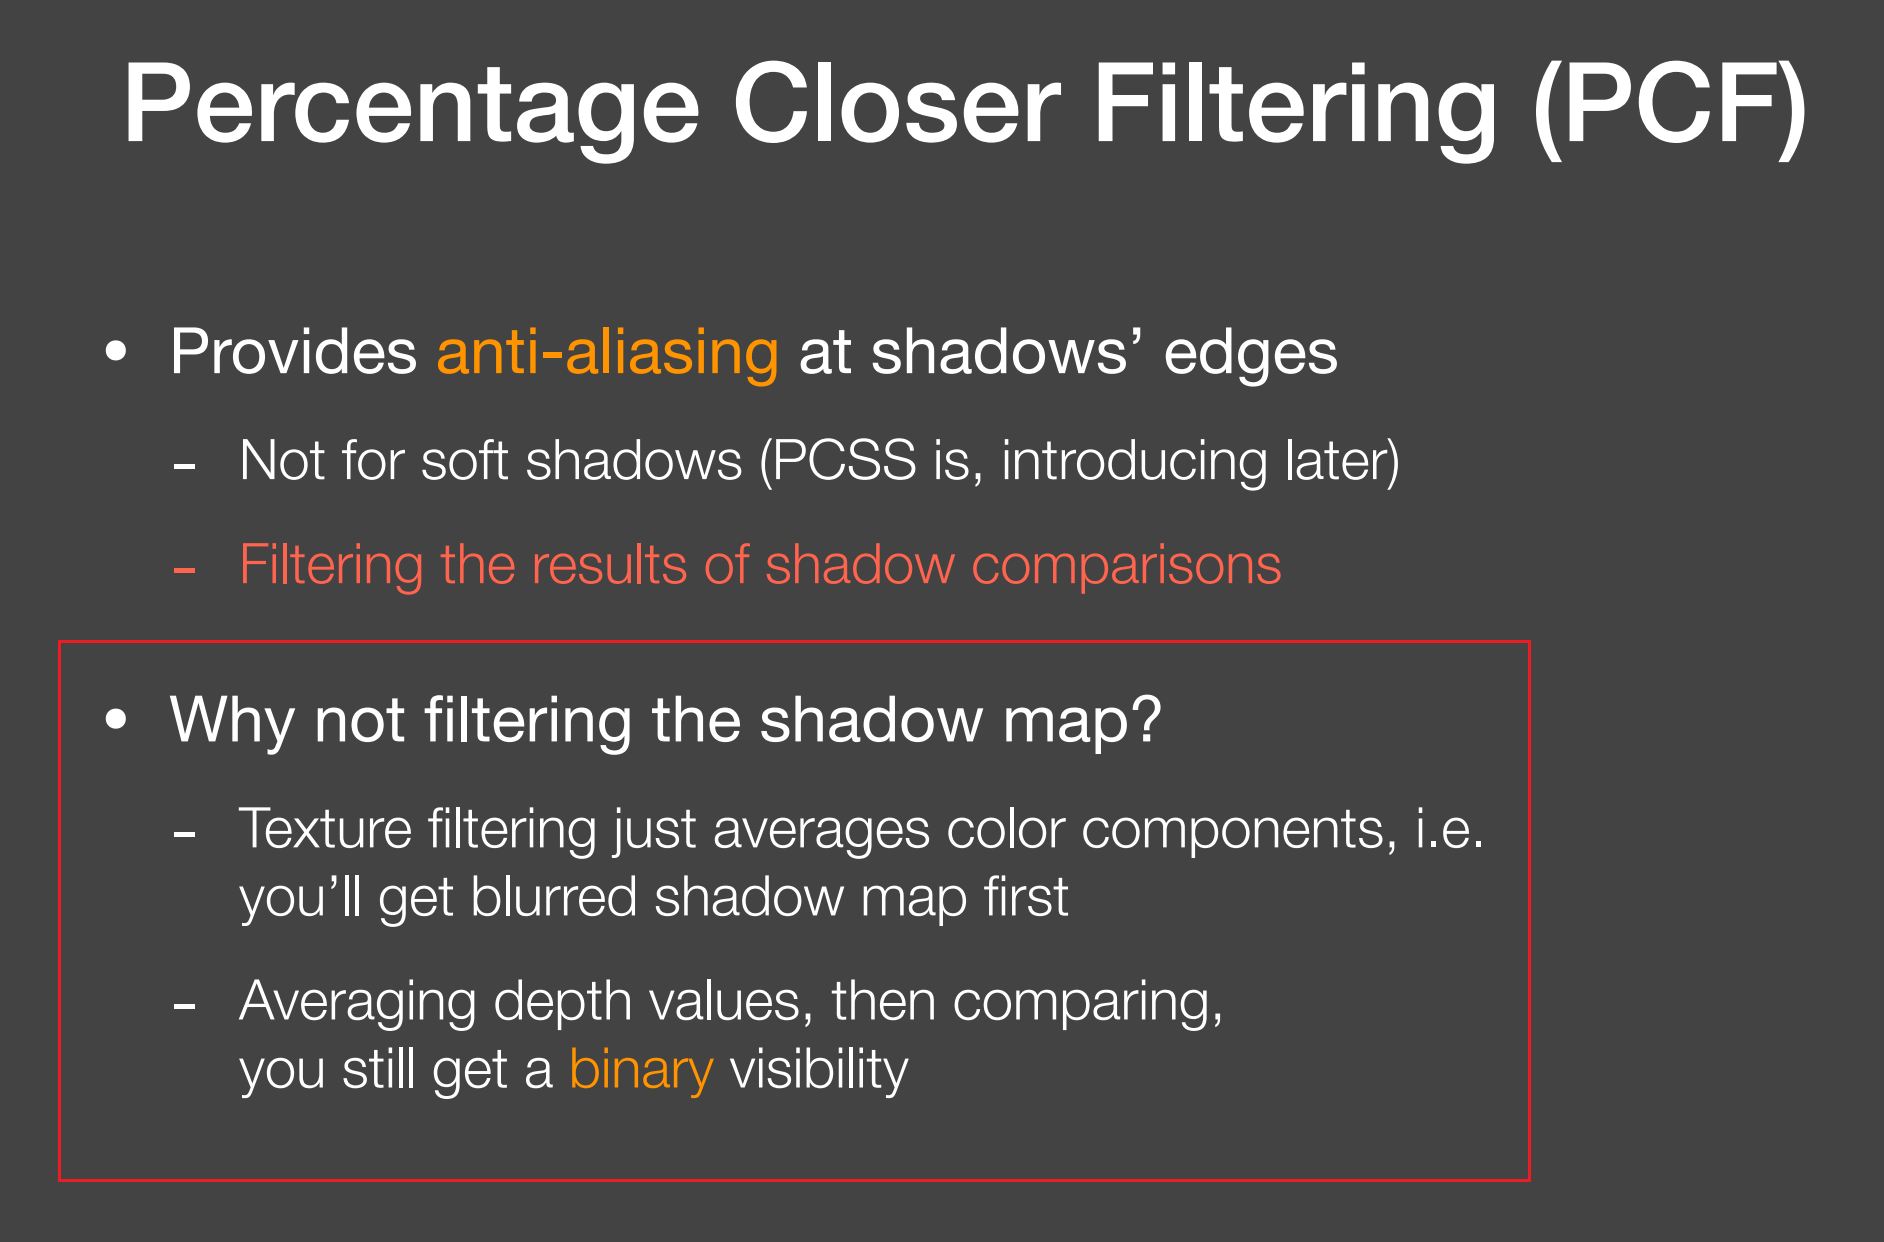 Percentage Closer Filtering (PCF)
• Provides anti-aliasing at shadows’ edges
- Not for soft shadows (PCSS is, introducing later)
- Filtering the results of shadow comparisons
• Why not filtering the shadow map?
- Texture filtering just averages color components, i.e.
you’ll get blurred shadow map first
- Averaging depth values, then comparing,
you still get a binary visibility